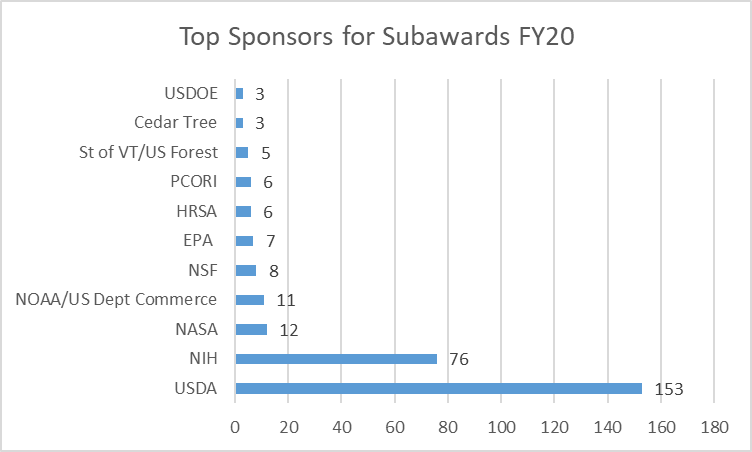 Top Sponsors for Subawards FY20
USDOE 3
Cedar Tree 3
St of VT/US Forest 5
PCORI 6
HRSA 6
EPA 7
NSF 8
NOAA/US Dept Commerce 11
NASA 12
NIH 76
USDA 153
0 20 40 60 80 100 120 140 160 180